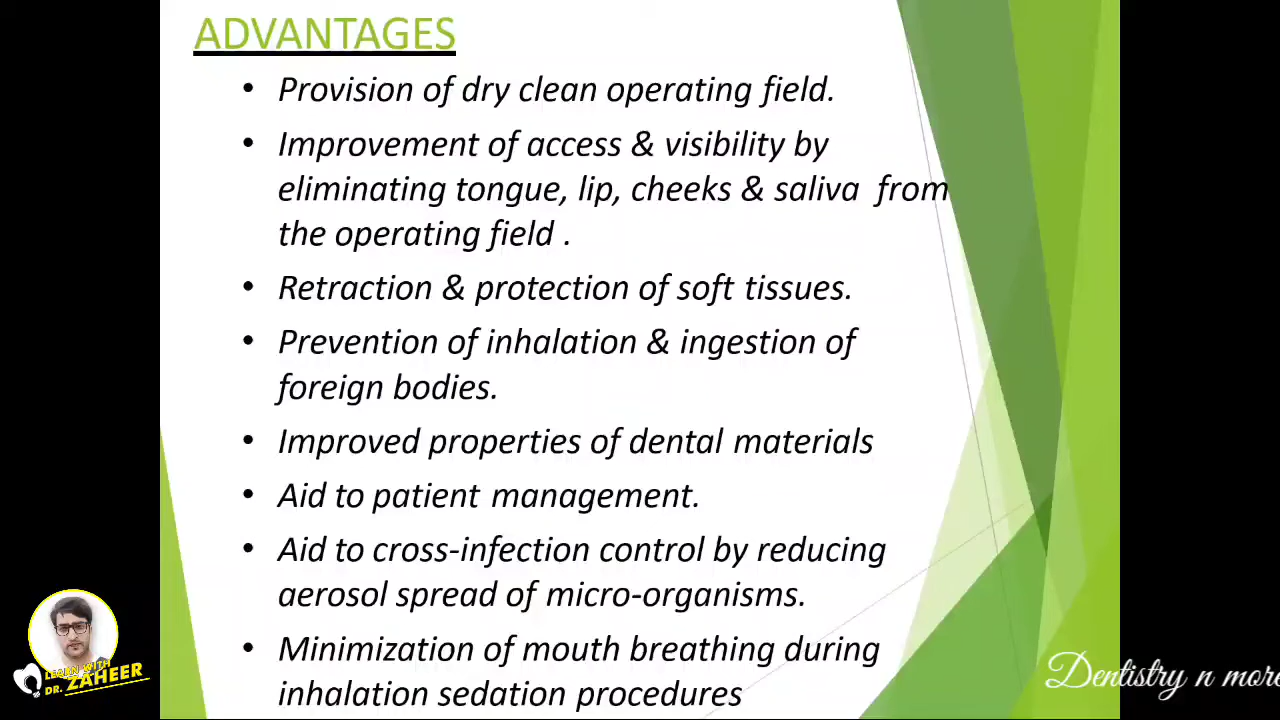 ADVANTAGES
• Provision of dry clean operating field.
• Improvement of access & visibility by
eliminating tongue, lip, cheeks & saliva from
the operating field .
• Retraction & protection of soft tissues.
• Prevention of inhalation & ingestion of
foreign bodies.
• Improved properties of dental materials
• Aid to patient management.
• Aid to cross-infection control by reducing
aerosol spread of micro-organisms.
• Minimization of mouth breathing during
inhalation sedation procedures
LEARN WITH
DR. ZAHEER
Dentistry n more